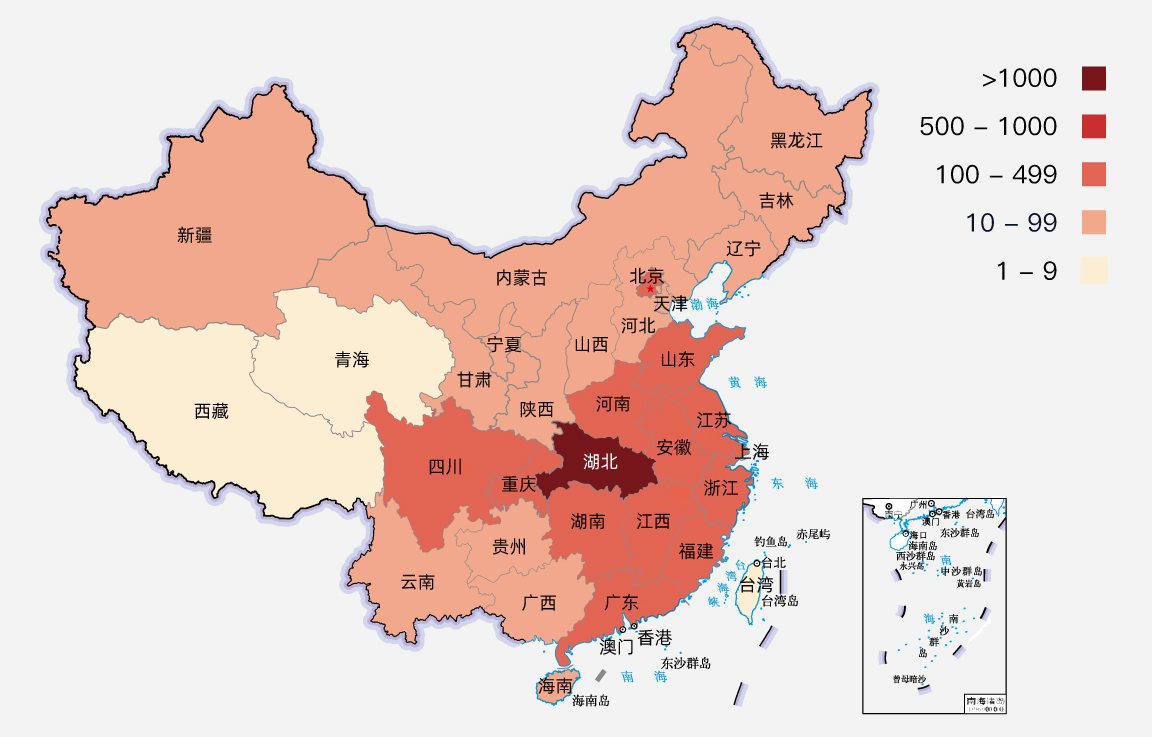 >1000
500 – 1000
100 – 499
10 – 99
1 – 9
黑龙江
吉林
辽宁
新疆
内蒙古
北京
天津
渤海
河北
宁夏
山西
青海
山东
甘肃
黄海
西藏
陕西
河南
江苏
安徽
上海
四川
湖北
重庆
浙江
东海
湖南
江西
贵州
福建
钓鱼岛
赤尾屿
台北
台湾
台湾岛
台湾海峡
云南
广西
广东
香港
澳门
东沙群岛
南海
海南
海南岛
广州
南宁
香港
台湾岛
澳门
海口
东沙群岛
海南岛
西沙群岛
永兴岛
南
中沙群岛
黄岩岛
海
南
沙
群
岛
曾母暗沙
南海诸岛